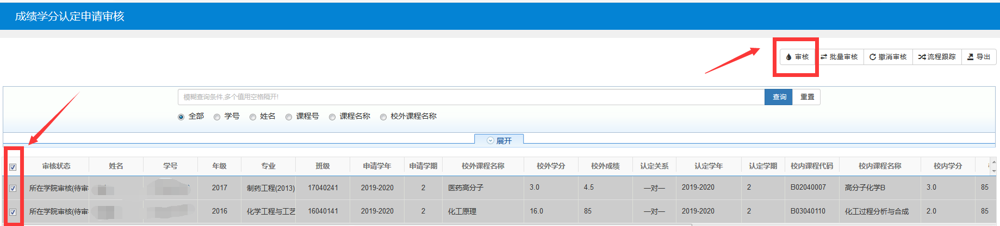 成绩学分认定申请审核
审核 批量审核 撤消审核 流程跟踪 导出
模糊查询条件,多个值用空格隔开! 查询 重置
全部 学号 姓名 课程号 课程名称 校外课程名称
展开
审核状态 姓名 学号 年级 专业 班级 申请学年 申请学期 校外课程名称 校外学分 校外成绩 认定关系 认定学年 认定学期 校内课程代码 校内课程名称 校内学分
所在学院审核(待审 2017 制药工程(2013) 17040241 2019-2020 2 医药高分子 3.0 4.5 一对一 2019-2020 2 B02040007 高分子化学B 3.0 85
所在学院审核(待审 2016 化学工程与工艺 16040141 2019-2020 2 化工原理 16.0 85 一对一 2019-2020 2 B03040110 化工过程分析与合成 2.0 85